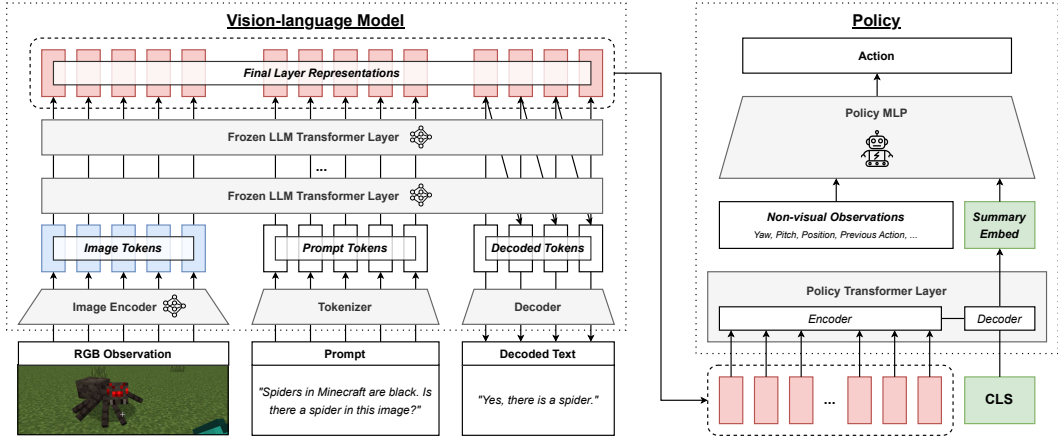 Vision-language Model
Final Layer Representations
Frozen LLM Transformer Layer
...
Frozen LLM Transformer Layer
Image Tokens
Prompt Tokens
Decoded Tokens
Image Encoder
Tokenizer
Decoder
RGB Observation
Prompt
"Spiders in Minecraft are black. Is
there a spider in this image?"
Decoded Text
"Yes, there is a spider."
Policy
Action
Policy MLP
Non-visual Observations
Yaw, Pitch, Position, Previous Action, ...
Summary
Embed
Policy Transformer Layer
Encoder
Decoder
...
CLS